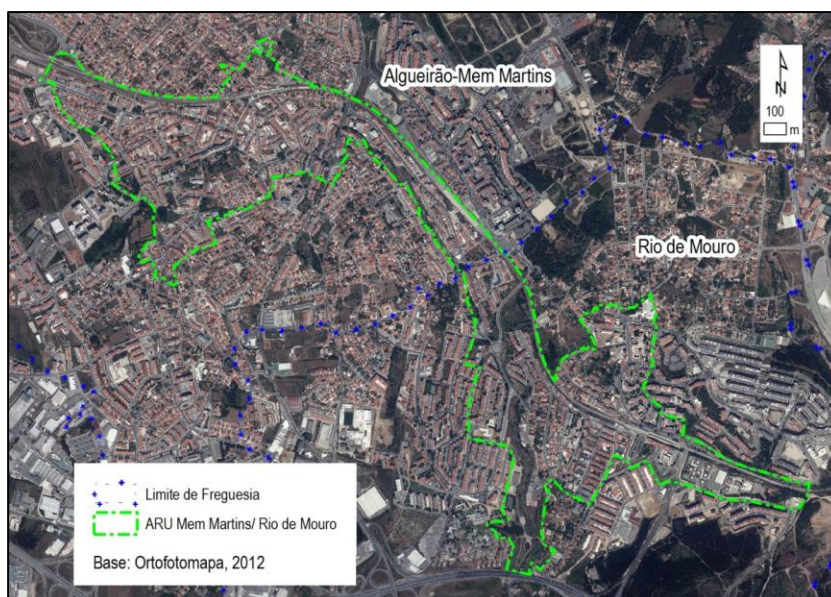 Algueirão-Mem Martins
N
100
m
Rio de Mouro
Limite de Freguesia
ARU Mem Martins/ Rio de Mouro
Base: Ortofotomapa, 2012